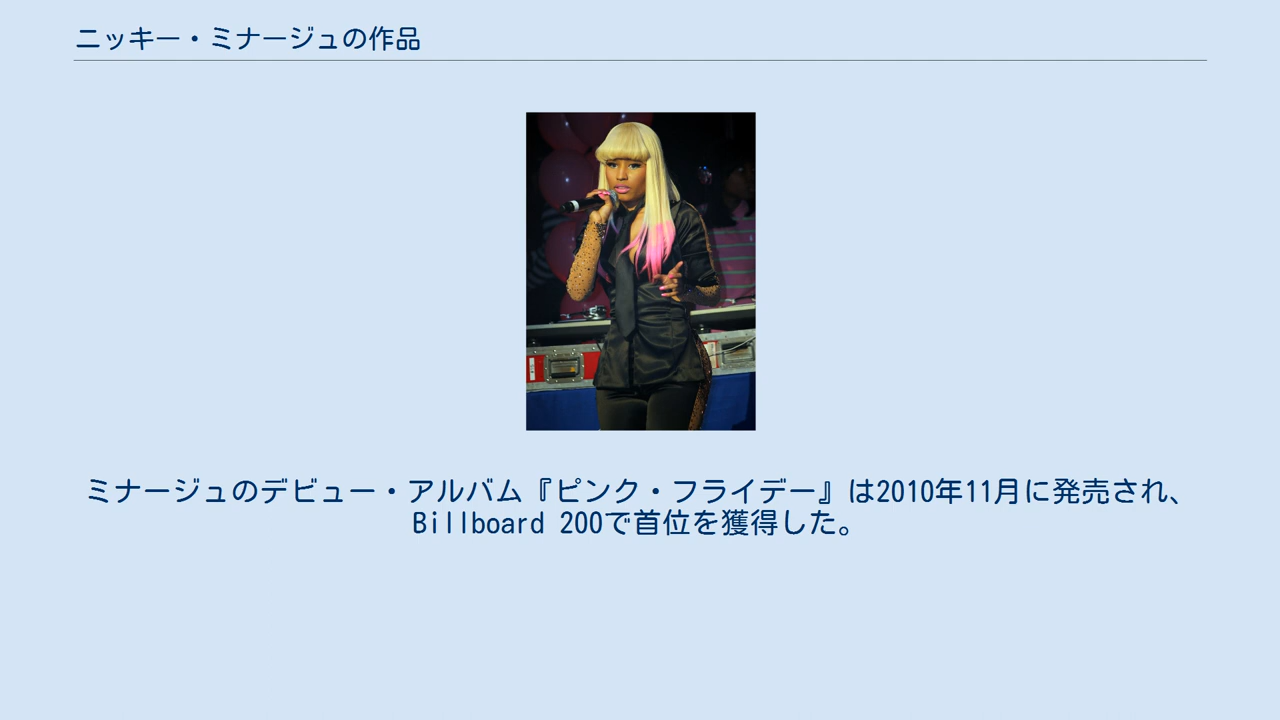 ニッキー・ミナージュの作品
ミナージュのデビュー・アルバム『ピンク・フライデー』は2010年11月に発売され、
Billboard 200で首位を獲得した。